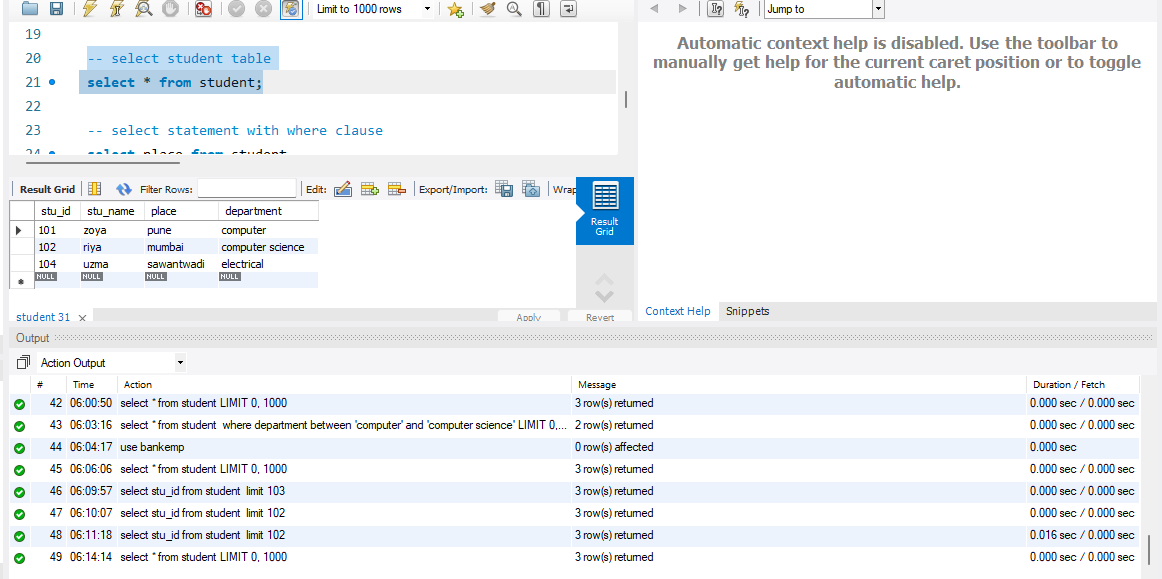 Limit to 1000 rows
Jump to
19
20 -- select student table
21 select * from student;
22
23 -- select statement with where clause
24 select place from student
Automatic context help is disabled. Use the toolbar to
manually get help for the current caret position or to toggle
automatic help.
Result Grid Filter Rows: Edit: Export/Import: Wrap
Result
Grid
stu_id stu_name place department
101 zoya pune computer
102 riya mumbai computer science
104 uzma sawantwadi electrical
NULL NULL NULL NULL
student 31 Apply Revert
Context Help Snippets
Output
Action Output
# Time Action Message Duration / Fetch
42 06:00:50 select * from student LIMIT 0, 1000 3 row(s) returned 0.000 sec / 0.000 sec
43 06:03:16 select * from student  where department between 'computer' and 'computer science' LIMIT 0,... 2 row(s) returned 0.000 sec / 0.000 sec
44 06:04:17 use bankemp 0 row(s) affected 0.000 sec
45 06:06:06 select * from student LIMIT 0, 1000 3 row(s) returned 0.000 sec / 0.000 sec
46 06:09:57 select stu_id from student  limit 103 3 row(s) returned 0.000 sec / 0.000 sec
47 06:10:07 select stu_id from student  limit 102 3 row(s) returned 0.000 sec / 0.000 sec
48 06:11:18 select stu_id from student  limit 102 3 row(s) returned 0.016 sec / 0.000 sec
49 06:14:14 select * from student LIMIT 0, 1000 3 row(s) returned 0.000 sec / 0.000 sec